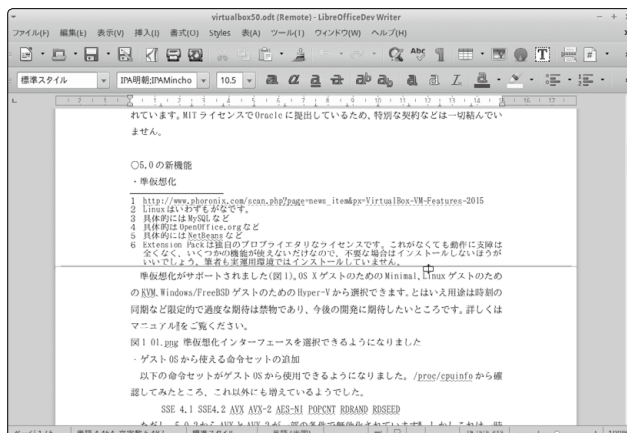 virtualbox50.odt (Remote) - LibreOfficeDev Writer
ファイル(F) 編集(E) 表示(V) 挿入(I) 書式(O) Styles 表(A) ツール(T) ウィンドウ(W) ヘルプ(H)
標準スタイル IPA明朝;IPAMincho 10.5
れています。MITライセンスでOracleに提出しているため、特別な契約などは一切結んでい
ません。
○5.0の新機能
・準仮想化
1 http://www.phoronix.com/scan.php?page=news_item&px=VirtualBox-VM-Features-2015
2 Linuxはいわずもがなです。
3 具体的にはMySQLなど
4 具体的はOpenOffice.orgなど
5 具体的にはNetBeansなど
6 Extension Packは独自のプロプライエタリなライセンスです。これがなくても動作に支障は
全くなく、いくつかの機能が使えないだけなので、不要な場合はインストールしないほうが
いいでしょう。筆者も実運用環境ではインストールしていません。
準仮想化がサポートされました(図1)。OS XゲストのためのMinimal、Linuxゲストのため
のKVM、Windows/FreeBSDゲストのためのHyper-Vから選択できます。とはいえ用途は時刻の
同期など限定的で過度な期待は禁物であり、今後の開発に期待したいところです。詳しくは
マニュアルをご覧ください。
図1 01.png 準仮想化インターフェースを選択できるようになりました
・ゲストOSから使える命令セットの追加
以下の命令セットがゲストOSから使用できるようになりました。/proc/cpuinfoから確
認してみたところ、これ以外にも増えているようでした。
SSE 4.1 SSE4.2 AVX AVX-2 AES-NI POPCNT RDRAND RDSEED